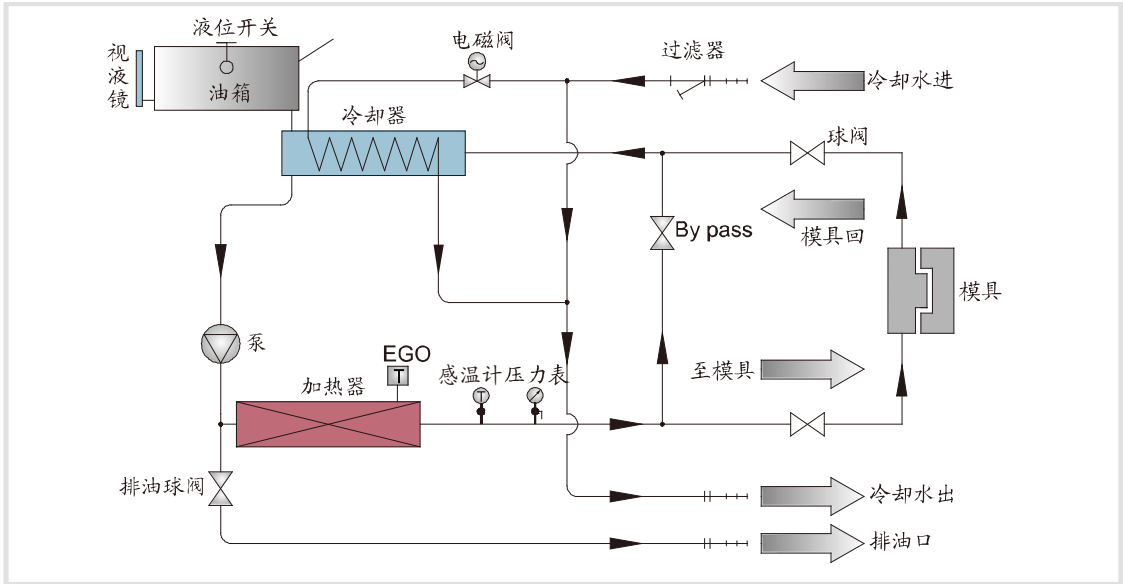 液位开关
视液镜
油箱
电磁阀
过滤器
冷却水进
冷却器
球阀
By pass
模具回
模具
泵
EGO
T
加热器
感温计
压力表
T
至模具
排油球阀
冷却水出
排油口